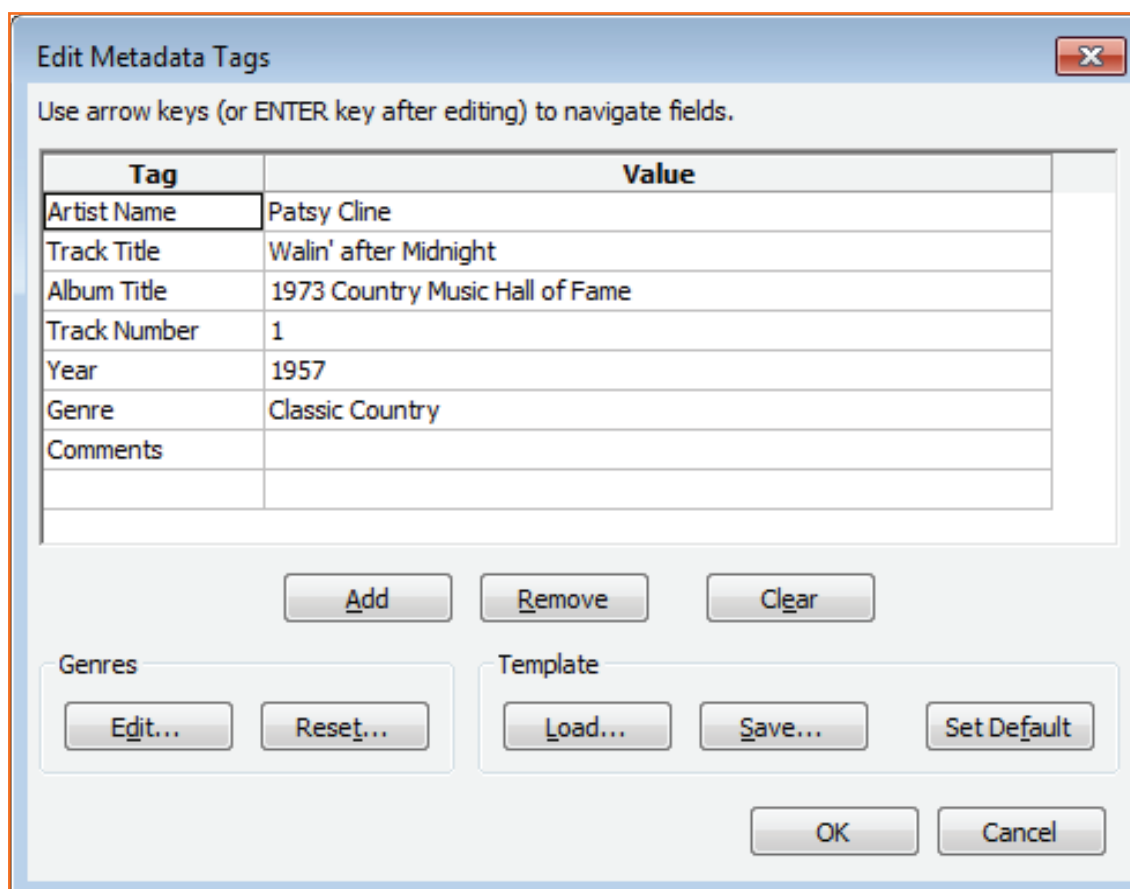 Edit Metadata Tags
Use arrow keys (or ENTER key after editing) to navigate fields.
Tag Value
Artist Name Patsy Cline
Track Title Walin' after Midnight
Album Title 1973 Country Music Hall of Fame
Track Number 1
Year 1957
Genre Classic Country
Comments
Add Remove Clear
Genres Template
Edit... Reset... Load... Save... Set Default
OK Cancel